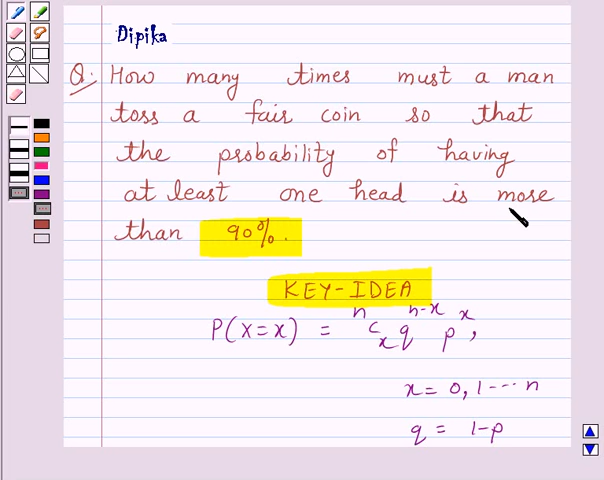 Dipika
Q. How many times must a man
toss a fair coin so that
the probability of having
at least one head is more
than 90%.
KEY-IDEA
P(X=x) = ⁿCₓ qⁿ⁻ˣ pˣ,
x = 0, 1 ---- n
q = 1-p